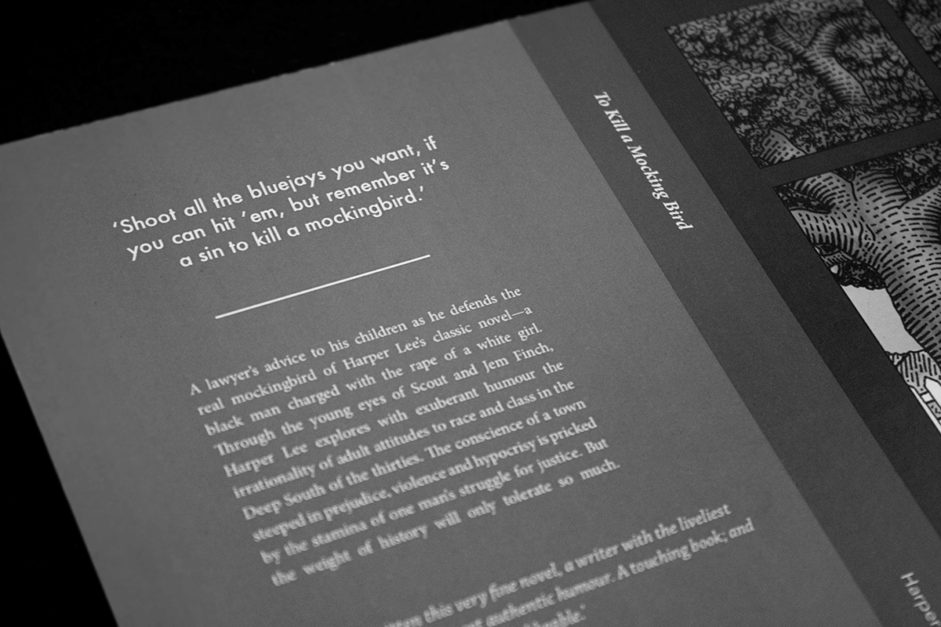 'Shoot all the bluejays you want, if
you can hit 'em, but remember it's
a sin to kill a mockingbird.'
A lawyer's advice to his children as he defends the
real mockingbird of Harper Lee's classic novel—a
black man charged with the rape of a white girl.
Through the young eyes of Scout and Jem Finch,
Harper Lee explores with exuberant humour the
irrationality of adult attitudes to race and class in the
Deep South of the thirties. The conscience of a town
steeped in prejudice, violence and hypocrisy is pricked
by the stamina of one man's struggle for justice. But
the weight of history will only tolerate so much.
this very fine novel, a writer with the liveliest
authentic humour. A touching book; and
To Kill a Mocking Bird
Harper